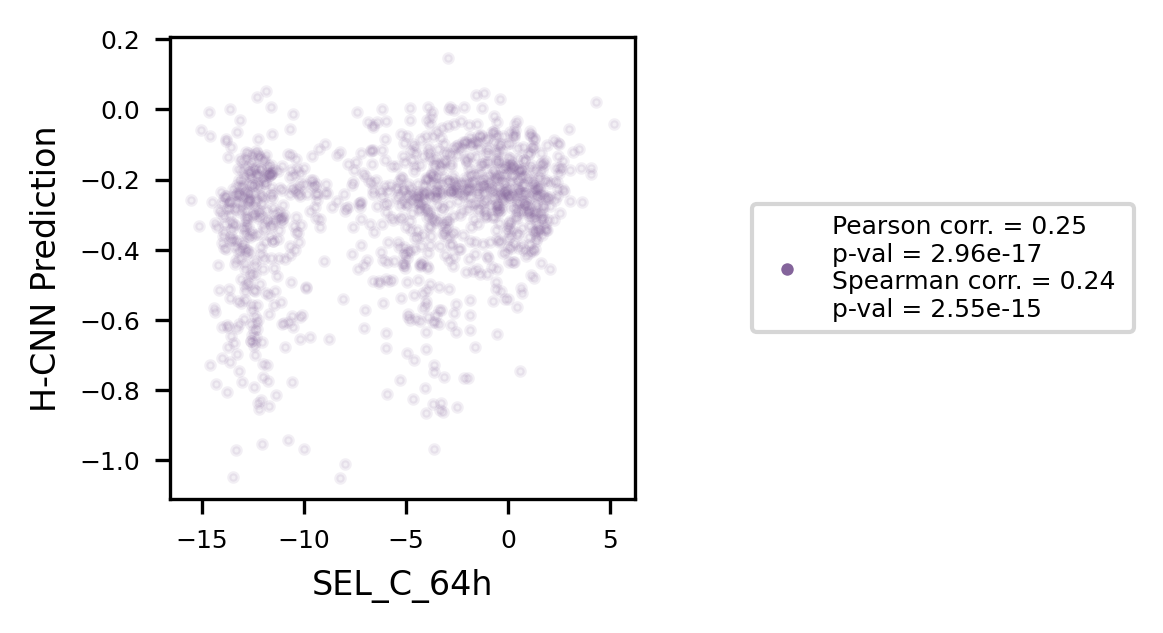 0.2
0.0
−0.2
−0.4
−0.6
−0.8
−1.0
H-CNN Prediction
−15
−10
−5
0
5
SEL_C_64h
Pearson corr. = 0.25
p-val = 2.96e-17
Spearman corr. = 0.24
p-val = 2.55e-15